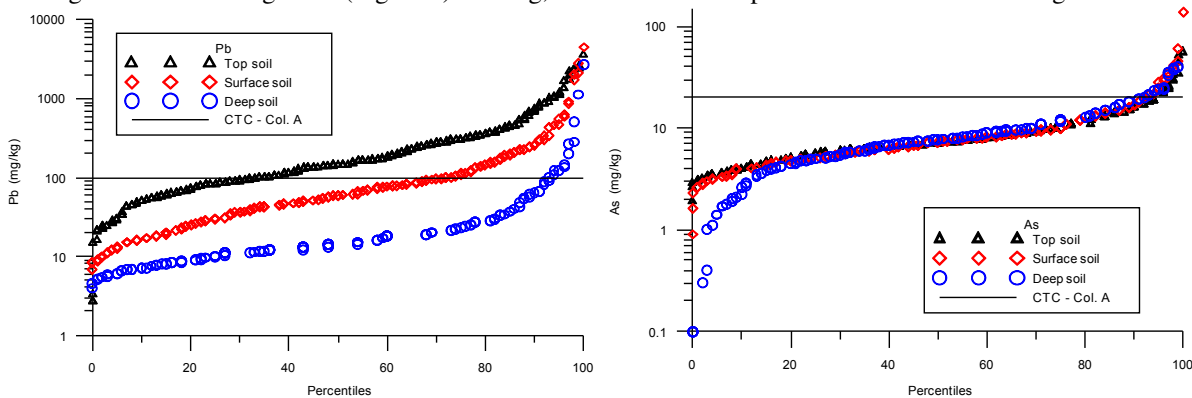 10000
1000
100
10
1
Pb (mg/kg)
Pb
Top soil
Surface soil
Deep soil
CTC - Col. A
0
20
40
60
80
100
Percentiles
100
10
1
0.1
As (mg/kg)
As
Top soil
Surface soil
Deep soil
CTC - Col. A
0
20
40
60
80
100
Percentiles